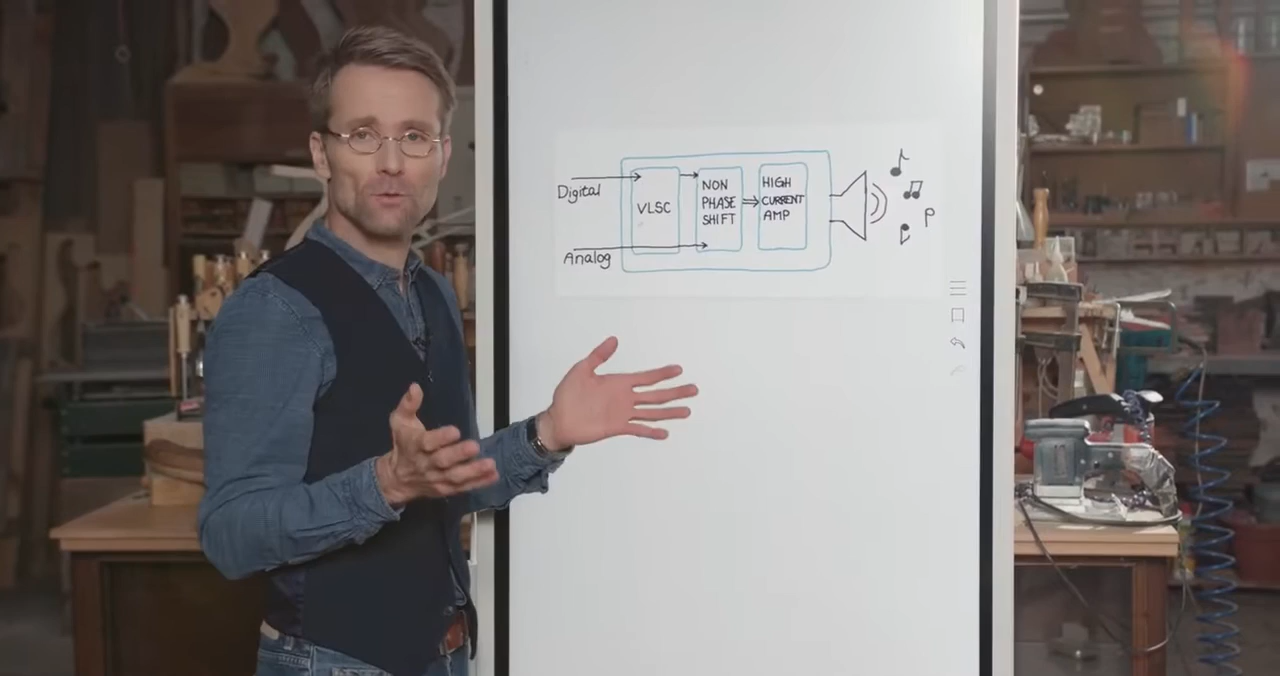 Digital
VLSC
NON
PHASE
SHIFT
HIGH
CURRENT
AMP
Analog